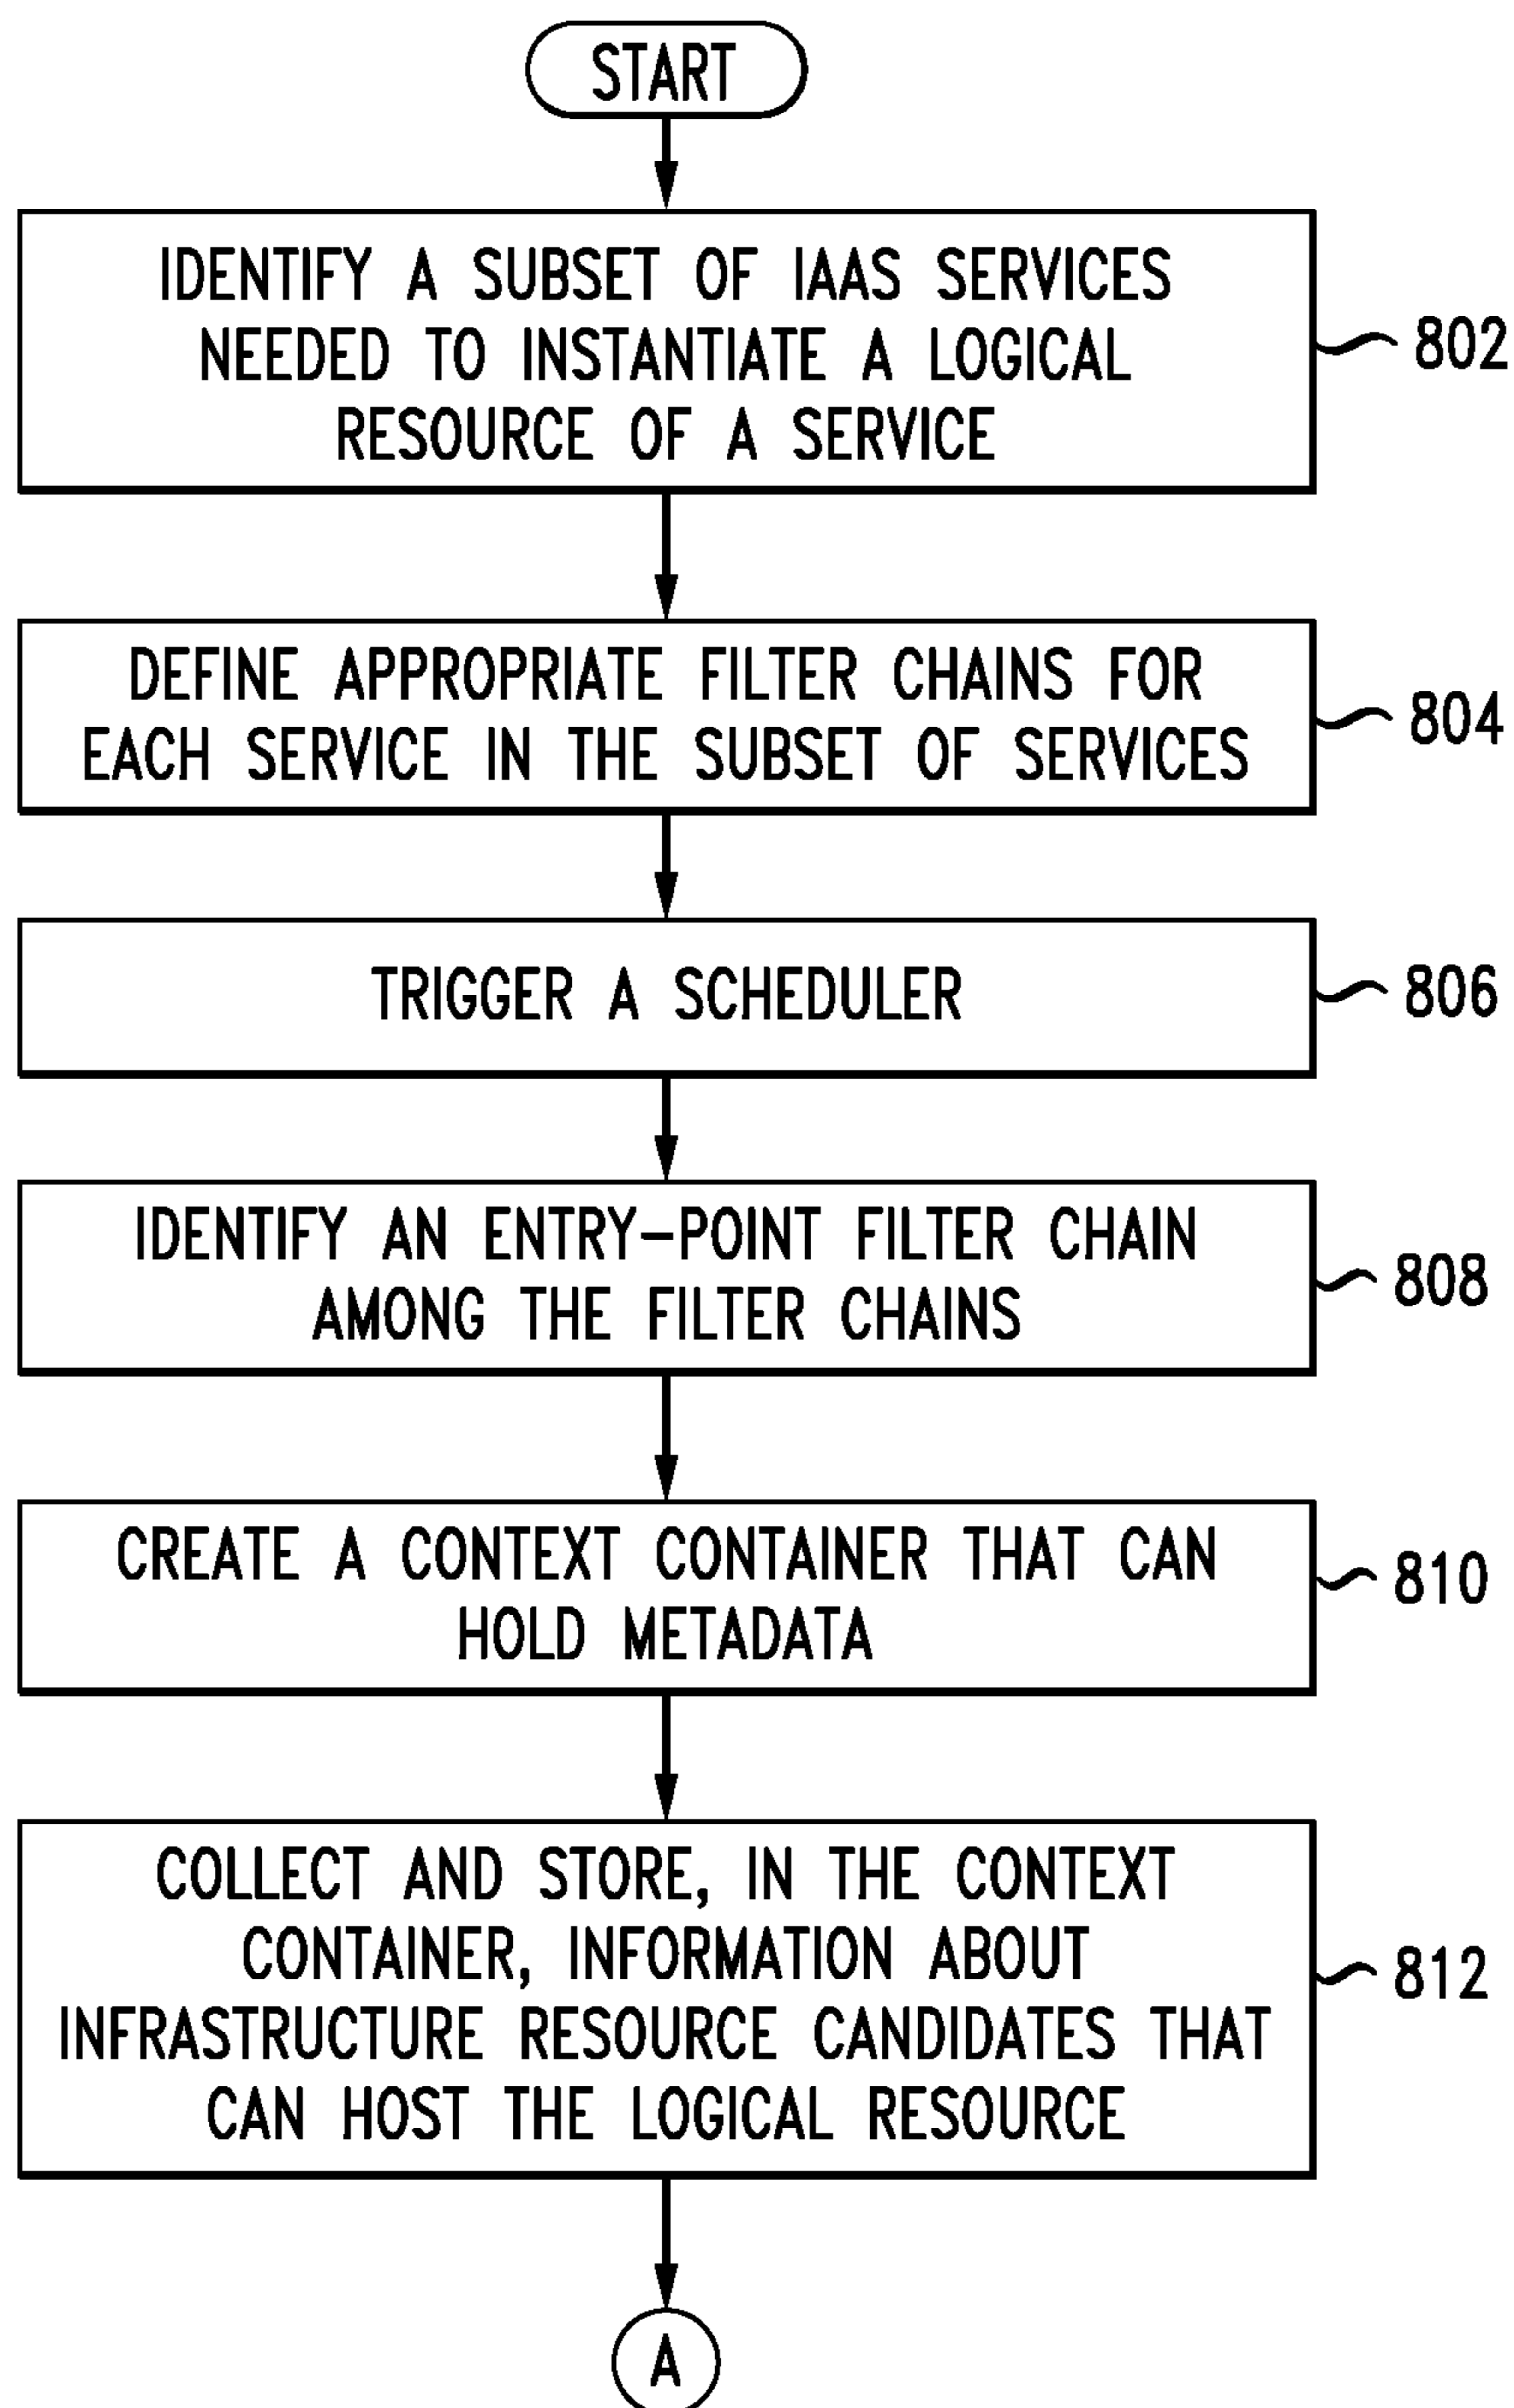 START
IDENTIFY A SUBSET OF IAAS SERVICES
NEEDED TO INSTANTIATE A LOGICAL
RESOURCE OF A SERVICE
802
DEFINE APPROPRIATE FILTER CHAINS FOR
EACH SERVICE IN THE SUBSET OF SERVICES
804
TRIGGER A SCHEDULER
806
IDENTIFY AN ENTRY-POINT FILTER CHAIN
AMONG THE FILTER CHAINS
808
CREATE A CONTEXT CONTAINER THAT CAN
HOLD METADATA
810
COLLECT AND STORE, IN THE CONTEXT
CONTAINER, INFORMATION ABOUT
INFRASTRUCTURE RESOURCE CANDIDATES THAT
CAN HOST THE LOGICAL RESOURCE
812
A